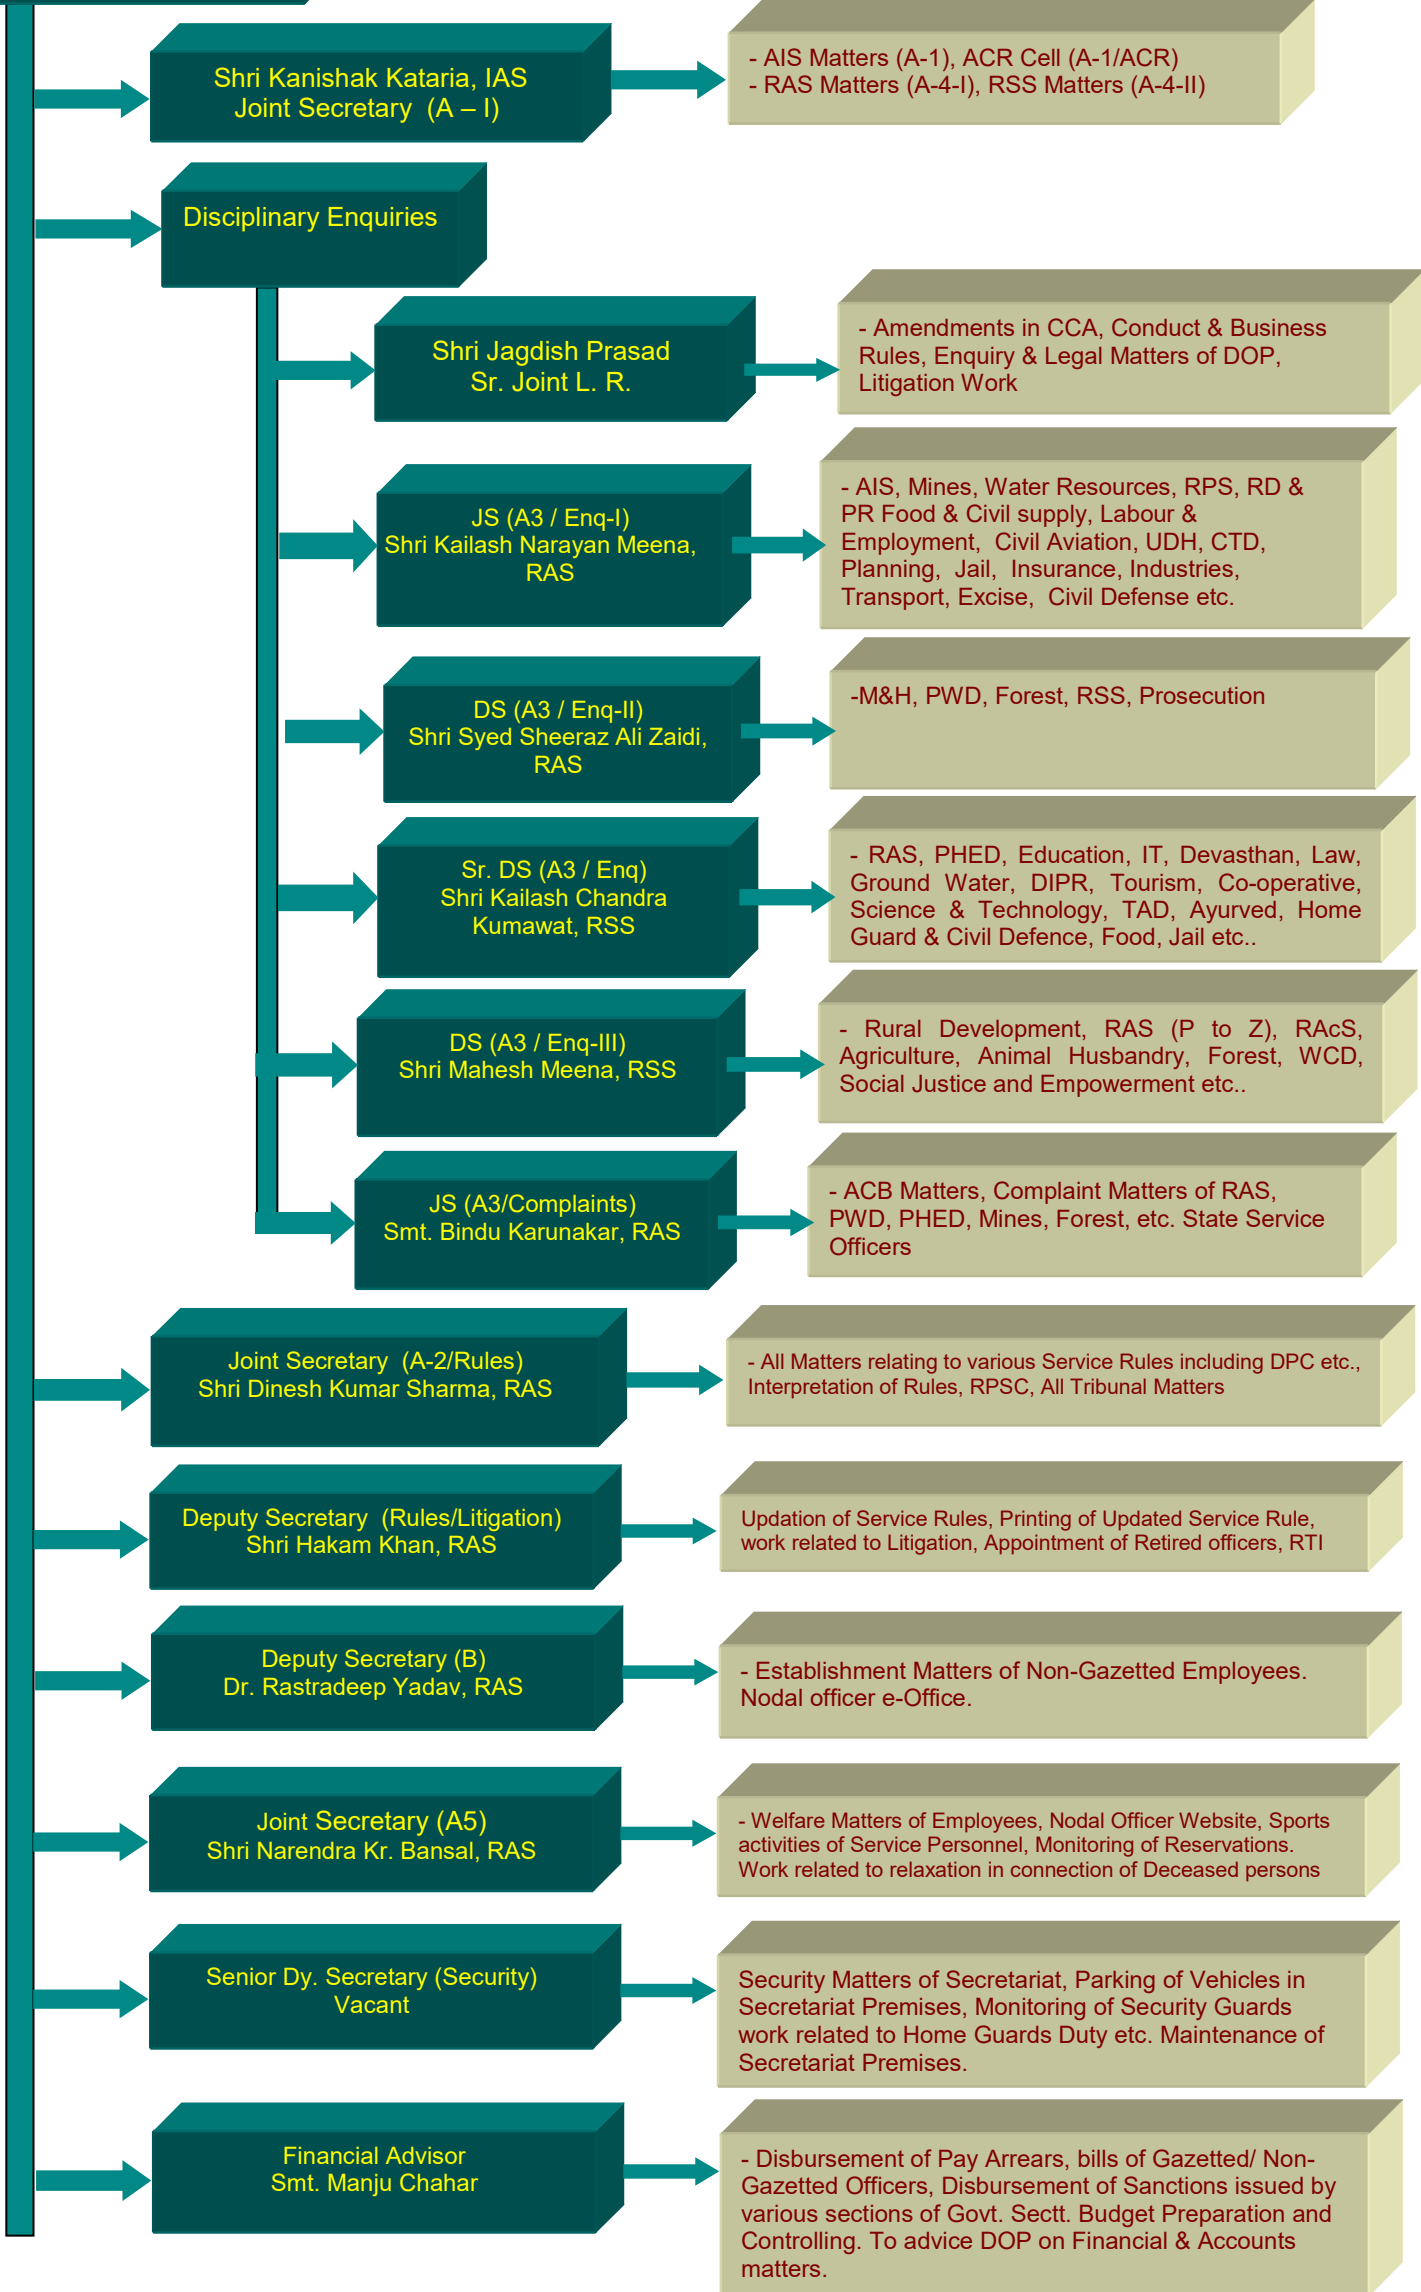 Shri Kanishak Kataria, IAS
Joint Secretary (A – I)
- AIS Matters (A-1), ACR Cell (A-1/ACR)
- RAS Matters (A-4-I), RSS Matters (A-4-II)
Disciplinary Enquiries
Shri Jagdish Prasad
Sr. Joint L. R.
- Amendments in CCA, Conduct & Business
Rules, Enquiry & Legal Matters of DOP,
Litigation Work
JS (A3 / Enq-I)
Shri Kailash Narayan Meena,
RAS
- AIS, Mines, Water Resources, RPS, RD &
PR Food & Civil supply, Labour &
Employment, Civil Aviation, UDH, CTD,
Planning, Jail, Insurance, Industries,
Transport, Excise, Civil Defense etc.
DS (A3 / Enq-II)
Shri Syed Sheeraz Ali Zaidi,
RAS
-M&H, PWD, Forest, RSS, Prosecution
Sr. DS (A3 / Enq)
Shri Kailash Chandra
Kumawat, RSS
- RAS, PHED, Education, IT, Devasthan, Law,
Ground Water, DIPR, Tourism, Co-operative,
Science & Technology, TAD, Ayurved, Home
Guard & Civil Defence, Food, Jail etc..
DS (A3 / Enq-III)
Shri Mahesh Meena, RSS
- Rural Development, RAS (P to Z), RAcS,
Agriculture, Animal Husbandry, Forest, WCD,
Social Justice and Empowerment etc..
JS (A3/Complaints)
Smt. Bindu Karunakar, RAS
- ACB Matters, Complaint Matters of RAS,
PWD, PHED, Mines, Forest, etc. State Service
Officers
Joint Secretary (A-2/Rules)
Shri Dinesh Kumar Sharma, RAS
- All Matters relating to various Service Rules including DPC etc.,
Interpretation of Rules, RPSC, All Tribunal Matters
Deputy Secretary (Rules/Litigation)
Shri Hakam Khan, RAS
Updation of Service Rules, Printing of Updated Service Rule,
work related to Litigation, Appointment of Retired officers, RTI
Deputy Secretary (B)
Dr. Rastradeep Yadav, RAS
- Establishment Matters of Non-Gazetted Employees.
Nodal officer e-Office.
Joint Secretary (A5)
Shri Narendra Kr. Bansal, RAS
- Welfare Matters of Employees, Nodal Officer Website, Sports
activities of Service Personnel, Monitoring of Reservations.
Work related to relaxation in connection of Deceased persons
Senior Dy. Secretary (Security)
Vacant
Security Matters of Secretariat, Parking of Vehicles in
Secretariat Premises, Monitoring of Security Guards
work related to Home Guards Duty etc. Maintenance of
Secretariat Premises.
Financial Advisor
Smt. Manju Chahar
- Disbursement of Pay Arrears, bills of Gazetted/ Non-
Gazetted Officers, Disbursement of Sanctions issued by
various sections of Govt. Sectt. Budget Preparation and
Controlling. To advice DOP on Financial & Accounts
matters.